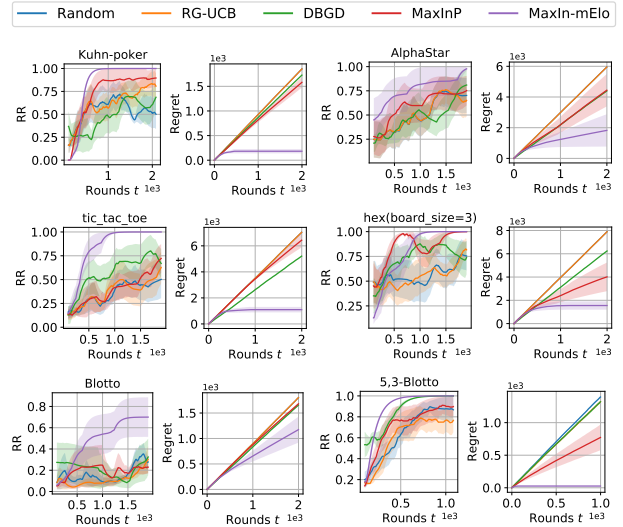 Random RG-UCB DBGD MaxInP MaxIn-mElo
Kuhn-poker
RR
1.00
0.75
0.50
0.25
0.00
1 2
Rounds t 1e3
1e3
Regret
1.5
1.0
0.5
0.0
0 1 2
Rounds t 1e3
AlphaStar
RR
1.00
0.75
0.50
0.25
0.5 1.0 1.5
Rounds t 1e3
1e3
Regret
6
4
2
0
0 1 2
Rounds t 1e3
tic_tac_toe
RR
1.00
0.75
0.50
0.25
0.00
0.5 1.0 1.5
Rounds t 1e3
1e3
Regret
6
4
2
0
0 1 2
Rounds t 1e3
hex(board_size=3)
RR
1.00
0.75
0.50
0.25
0.5 1.0 1.5
Rounds t 1e3
1e3
Regret
8
6
4
2
0
0 1 2
Rounds t 1e3
Blotto
RR
0.8
0.6
0.4
0.2
0.0
0.5 1.0 1.5
Rounds t 1e3
1e3
Regret
1.5
1.0
0.5
0.0
0 1 2
Rounds t 1e3
5,3-Blotto
RR
1.0
0.8
0.6
0.4
0.2
0.5 1.0
Rounds t 1e3
1e3
Regret
1.0
0.5
0.0
0.0 0.5 1.0
Rounds t 1e3